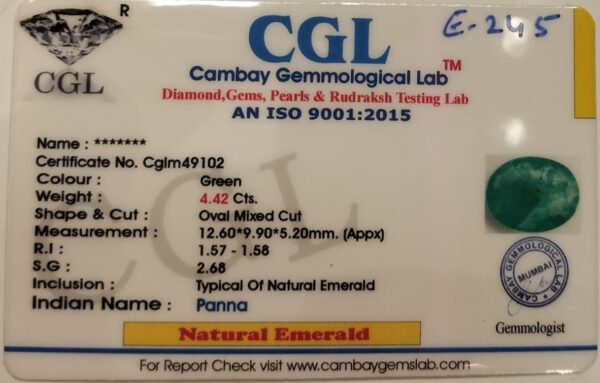 R
CGL
CGL
E-245
Cambay Gemmological Lab™
Diamond,Gems, Pearls & Rudraksh Testing Lab
AN ISO 9001:2015
Name : *******
Certificate No. Cglm49102
Colour : Green
Weight : 4.42 Cts.
Shape & Cut : Oval Mixed Cut
Measurement : 12.60*9.90*5.20mm. (Appx)
R.I : 1.57 - 1.58
S.G : 2.68
Inclusion : Typical Of Natural Emerald
Indian Name : Panna
CGL
CAMBAY GEMMOLOGICAL LAB
MUMBAI
Gemmologist
Natural Emerald
For Report Check visit www.cambaygemslab.com